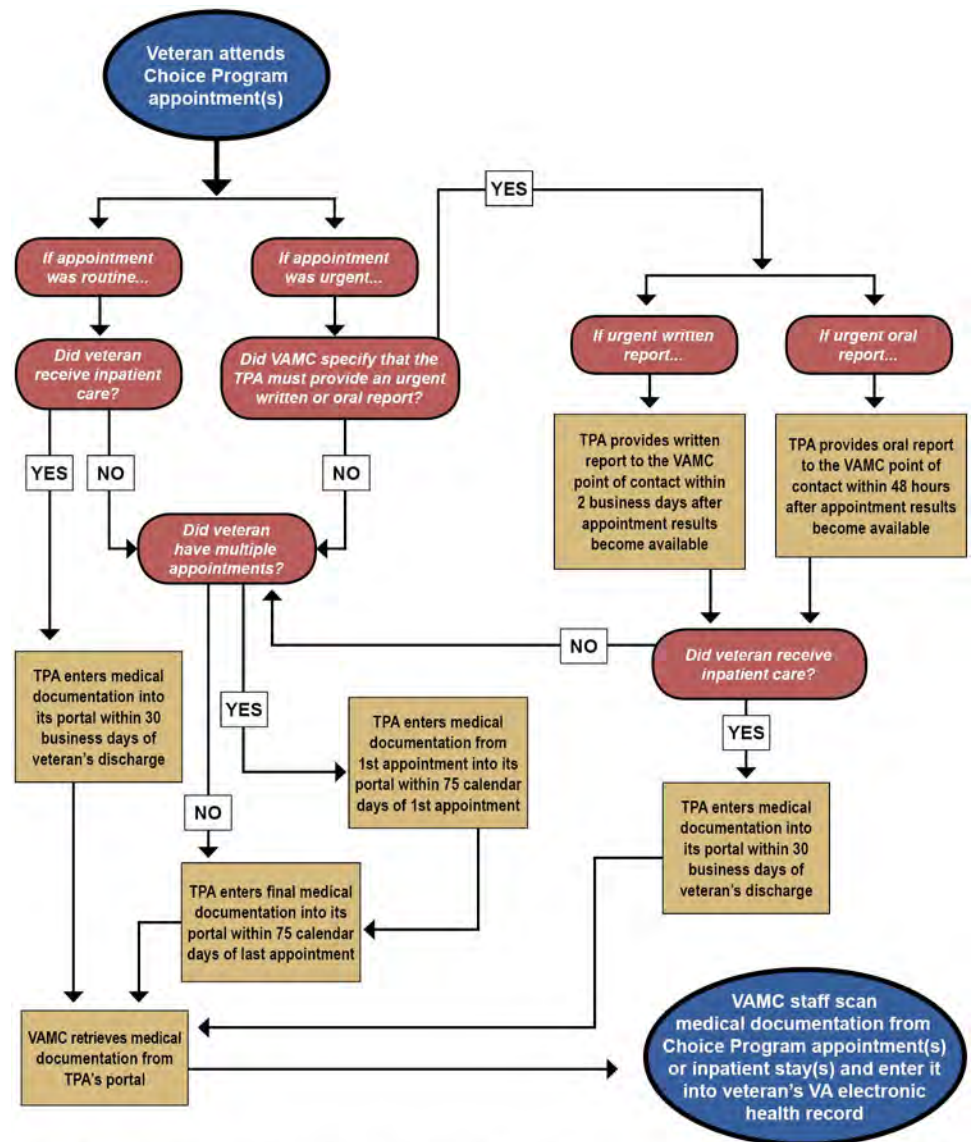 Veteran attends
Choice Program
appointment(s)
YES
If appointment
was routine...
If appointment
was urgent...
If urgent written
report...
If urgent oral
report...
Did veteran
receive inpatient
care?
Did VAMC specify that the
TPA must provide an urgent
written or oral report?
TPA provides written
report to the VAMC
point of contact within
2 business days after
appointment results
become available
TPA provides oral report
to the VAMC point of
contact within 48 hours
after appointment results
become available
YES
NO
NO
Did veteran
have multiple
appointments?
NO
Did veteran receive
inpatient care?
TPA enters medical
documentation into
its portal within 30
business days of
veteran's discharge
YES
TPA enters medical
documentation from
1st appointment into its
portal within 75 calendar
days of 1st appointment
YES
NO
TPA enters medical
documentation into
its portal within 30
business days of
veteran's discharge
TPA enters final medical
documentation into its
portal within 75 calendar
days of last appointment
VAMC retrieves medical
documentation from
TPA's portal
VAMC staff scan
medical documentation from
Choice Program appointment(s)
or inpatient stay(s) and enter it
into veteran's VA electronic
health record